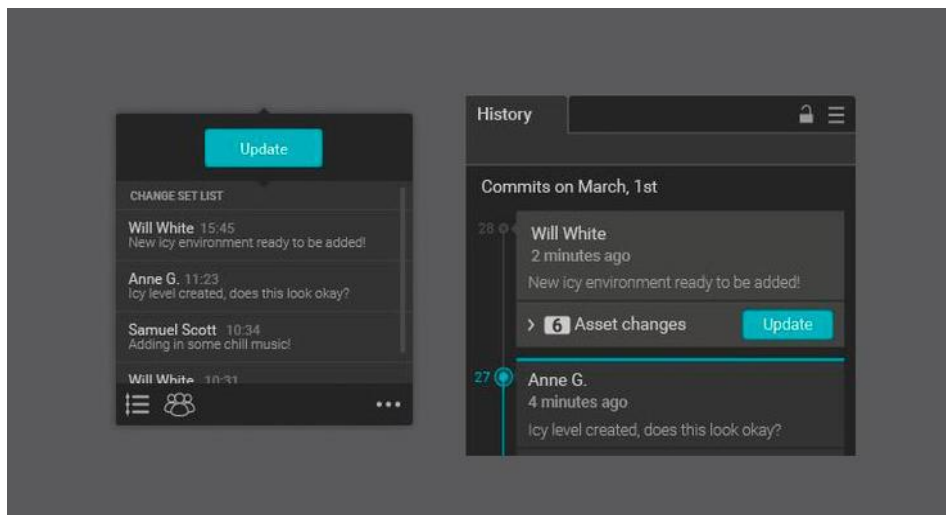 Update
CHANGE SET LIST
Will White 15:45
New icy environment ready to be added!
Anne G. 11:23
Icy level created, does this look okay?
Samuel Scott 10:34
Adding in some chill music!
Will White 10:31
History
Commits on March, 1st
28
Will White
2 minutes ago
New icy environment ready to be added!
6 Asset changes Update
27
Anne G.
4 minutes ago
Icy level created, does this look okay?